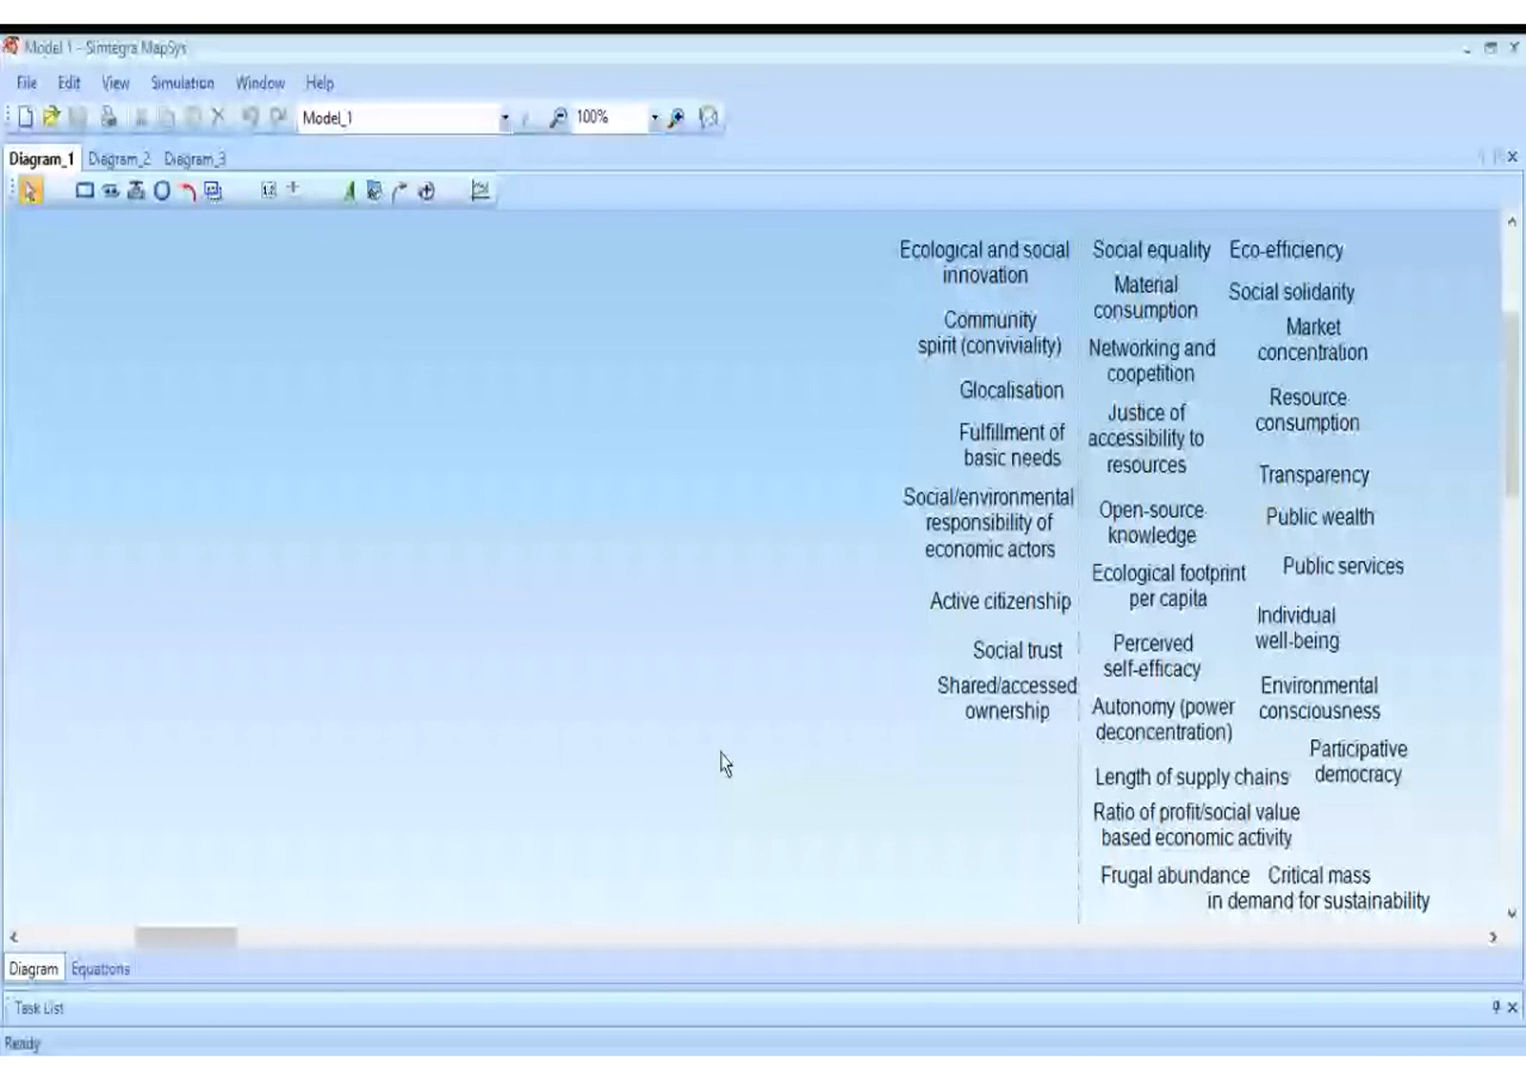 Model 1 - Simtegra MapSys
File Edit View Simulation Window Help
Model_1 100%
Diagram_1 Diagram_2 Diagram_3
Ecological and social
innovation
Community
spirit (conviviality)
Glocalisation
Fulfillment of
basic needs
Social/environmental
responsibility of
economic actors
Active citizenship
Social trust
Shared/accessed
ownership
Social equality
Material
consumption
Networking and
coopetition
Justice of
accessibility to
resources
Open-source
knowledge
Ecological footprint
per capita
Perceived
self-efficacy
Autonomy (power
deconcentration)
Length of supply chains
Ratio of profit/social value
based economic activity
Frugal abundance
Eco-efficiency
Social solidarity
Market
concentration
Resource
consumption
Transparency
Public wealth
Public services
Individual
well-being
Environmental
consciousness
Participative
democracy
Critical mass
in demand for sustainability
Diagram Equations
Task List
Ready